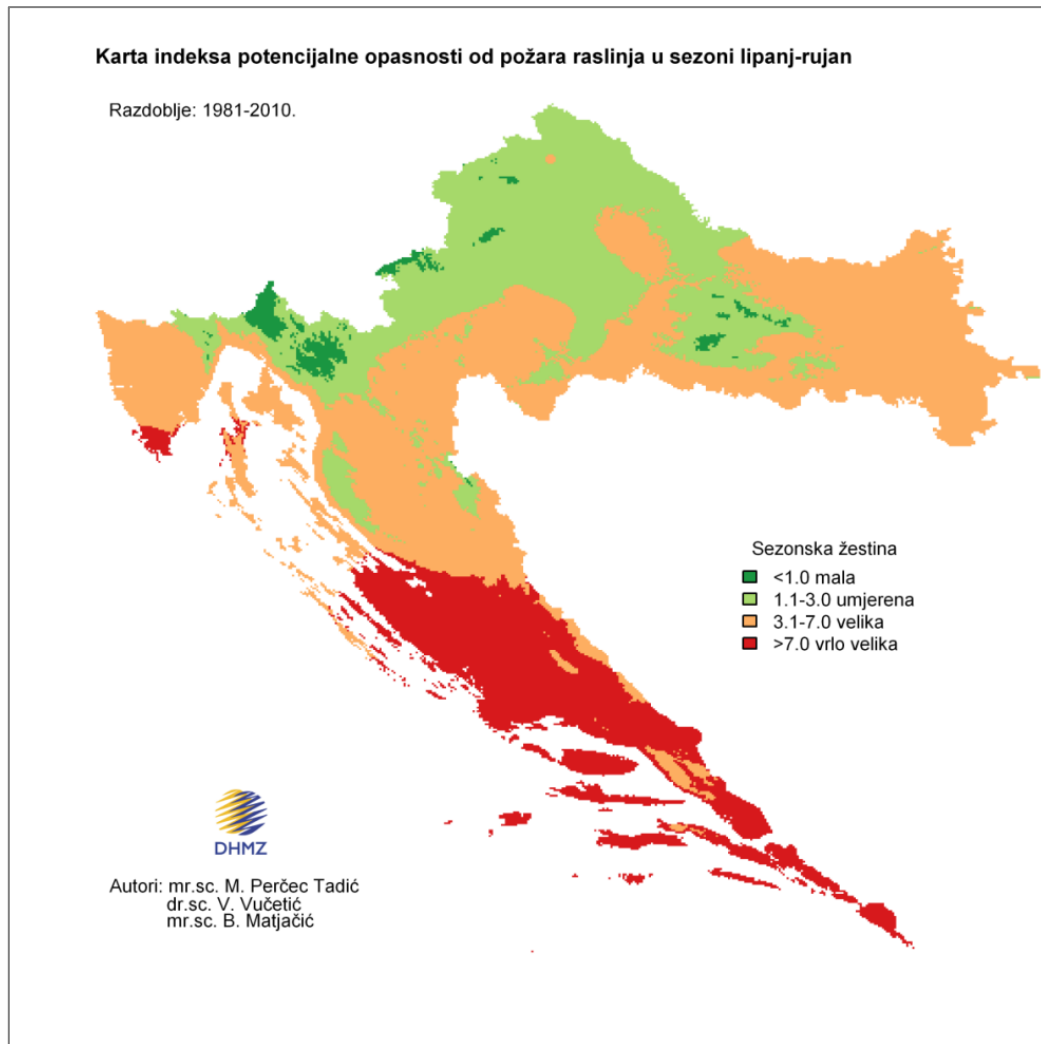 Karta indeksa potencijalne opasnosti od požara raslinja u sezoni lipanj-rujan
Razdoblje: 1981-2010.
Sezonska žestina
<1.0 mala
1.1-3.0 umjerena
3.1-7.0 velika
>7.0 vrlo velika
DHMZ
Autori: mr.sc. M. Perčec Tadić
dr.sc. V. Vučetić
mr.sc. B. Matjačić